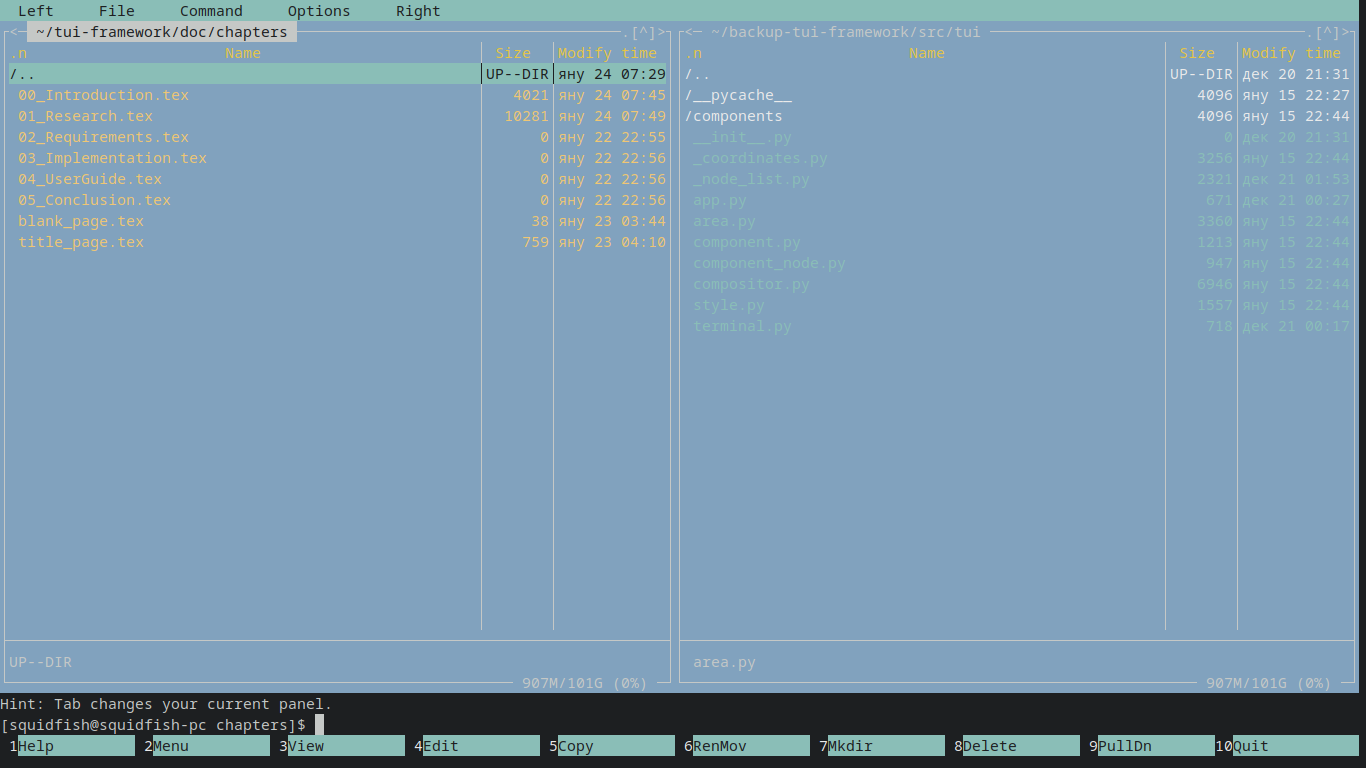 Left File Command Options Right
<─ ~/tui-framework/doc/chapters ─.[^]>
.n Name Size Modify time
/.. UP--DIR яну 24 07:29
00_Introduction.tex 4021 яну 24 07:45
01_Research.tex 10281 яну 24 07:49
02_Requirements.tex 0 яну 22 22:55
03_Implementation.tex 0 яну 22 22:56
04_UserGuide.tex 0 яну 22 22:56
05_Conclusion.tex 0 яну 22 22:56
blank_page.tex 38 яну 23 03:44
title_page.tex 759 яну 23 04:10
UP--DIR
907M/101G (0%)
<─ ~/backup-tui-framework/src/tui ─.[^]>
.n Name Size Modify time
/.. UP--DIR дек 20 21:31
/__pycache__ 4096 яну 15 22:27
/components 4096 яну 15 22:44
__init__.py 0 дек 20 21:31
_coordinates.py 3256 яну 15 22:44
_node_list.py 2321 дек 21 01:53
app.py 671 дек 21 00:27
area.py 3360 яну 15 22:44
component.py 1213 яну 15 22:44
component_node.py 947 яну 15 22:44
compositor.py 6946 яну 15 22:44
style.py 1557 яну 15 22:44
terminal.py 718 дек 21 00:17
area.py
907M/101G (0%)
Hint: Tab changes your current panel.
[squidfish@squidfish-pc chapters]$
1Help 2Menu 3View 4Edit 5Copy 6RenMov 7Mkdir 8Delete 9PullDn 10Quit